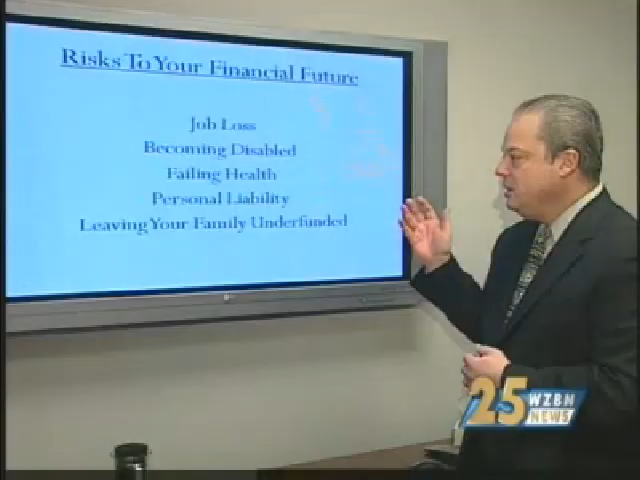 Risks To Your Financial Future
Job Loss
Becoming Disabled
Failing Health
Personal Liability
Leaving Your Family Underfunded
25 WZBN
NEWS